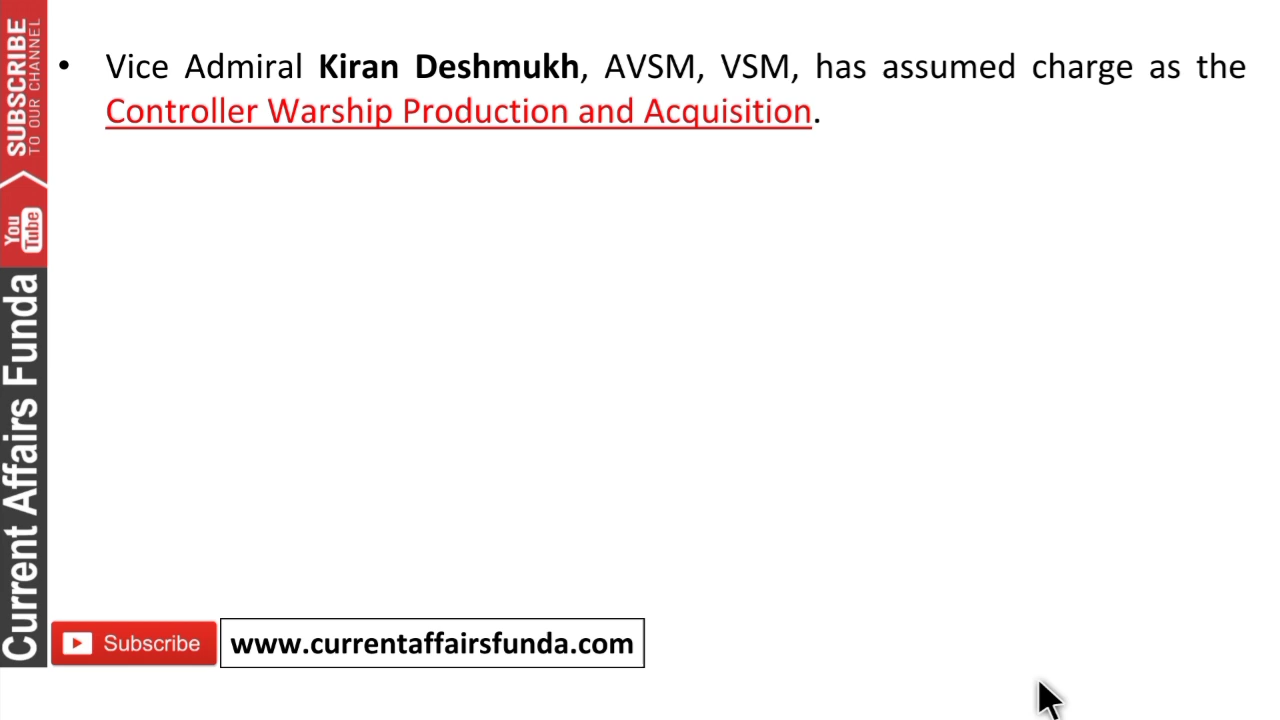 • Vice Admiral Kiran Deshmukh, AVSM, VSM, has assumed charge as the
Controller Warship Production and Acquisition.
SUBSCRIBE
TO OUR CHANNEL
You
Tube
Current Affairs Funda
Subscribe
www.currentaffairsfunda.com